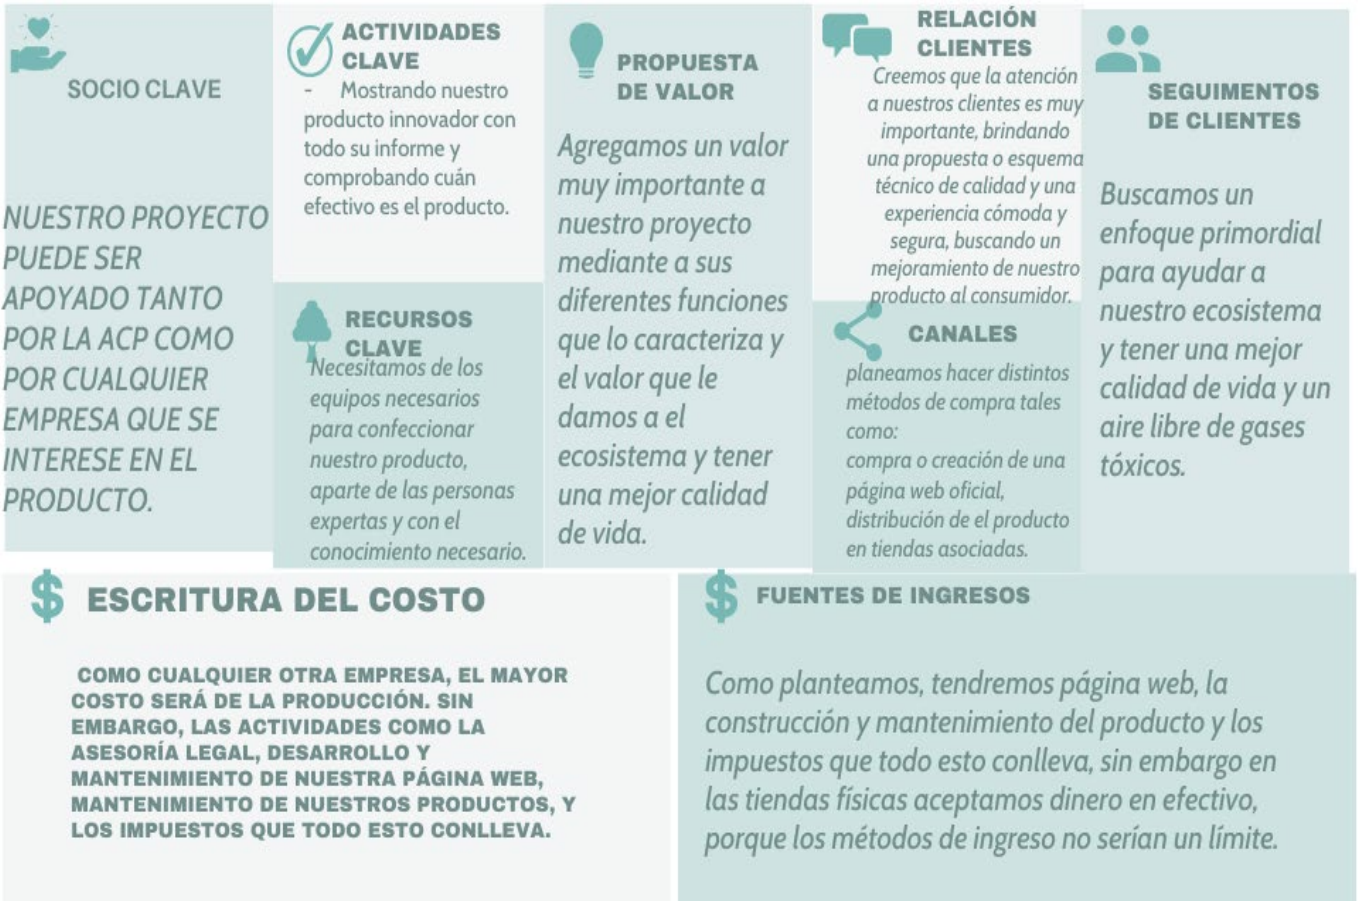 SOCIO CLAVE
NUESTRO PROYECTO
PUEDE SER
APOYADO TANTO
POR LA ACP COMO
POR CUALQUIER
EMPRESA QUE SE
INTERESE EN EL
PRODUCTO.
ACTIVIDADES
CLAVE
- Mostrando nuestro
producto innovador con
todo su informe y
comprobando cuán
efectivo es el producto.
RECURSOS
CLAVE
Necesitamos de los
equipos necesarios
para confeccionar
nuestro producto,
aparte de las personas
expertas y con el
conocimiento necesario.
PROPUESTA
DE VALOR
Agregamos un valor
muy importante a
nuestro proyecto
mediante a sus
diferentes funciones
que lo caracteriza y
el valor que le
damos a el
ecosistema y tener
una mejor calidad
de vida.
RELACIÓN
CLIENTES
Creemos que la atención
a nuestros clientes es muy
importante, brindando
una propuesta o esquema
técnico de calidad y una
experiencia cómoda y
segura, buscando un
mejoramiento de nuestro
producto al consumidor.
CANALES
planeamos hacer distintos
métodos de compra tales
como:
compra o creación de una
página web oficial,
distribución de el producto
en tiendas asociadas.
SEGUIMENTOS
DE CLIENTES
Buscamos un
enfoque primordial
para ayudar a
nuestro ecosistema
y tener una mejor
calidad de vida y un
aire libre de gases
tóxicos.
$ ESCRITURA DEL COSTO
COMO CUALQUIER OTRA EMPRESA, EL MAYOR
COSTO SERÁ DE LA PRODUCCIÓN. SIN
EMBARGO, LAS ACTIVIDADES COMO LA
ASESORÍA LEGAL, DESARROLLO Y
MANTENIMIENTO DE NUESTRA PÁGINA WEB,
MANTENIMIENTO DE NUESTROS PRODUCTOS, Y
LOS IMPUESTOS QUE TODO ESTO CONLLEVA.
$ FUENTES DE INGRESOS
Como planteamos, tendremos página web, la
construcción y mantenimiento del producto y los
impuestos que todo esto conlleva, sin embargo en
las tiendas físicas aceptamos dinero en efectivo,
porque los métodos de ingreso no serían un límite.